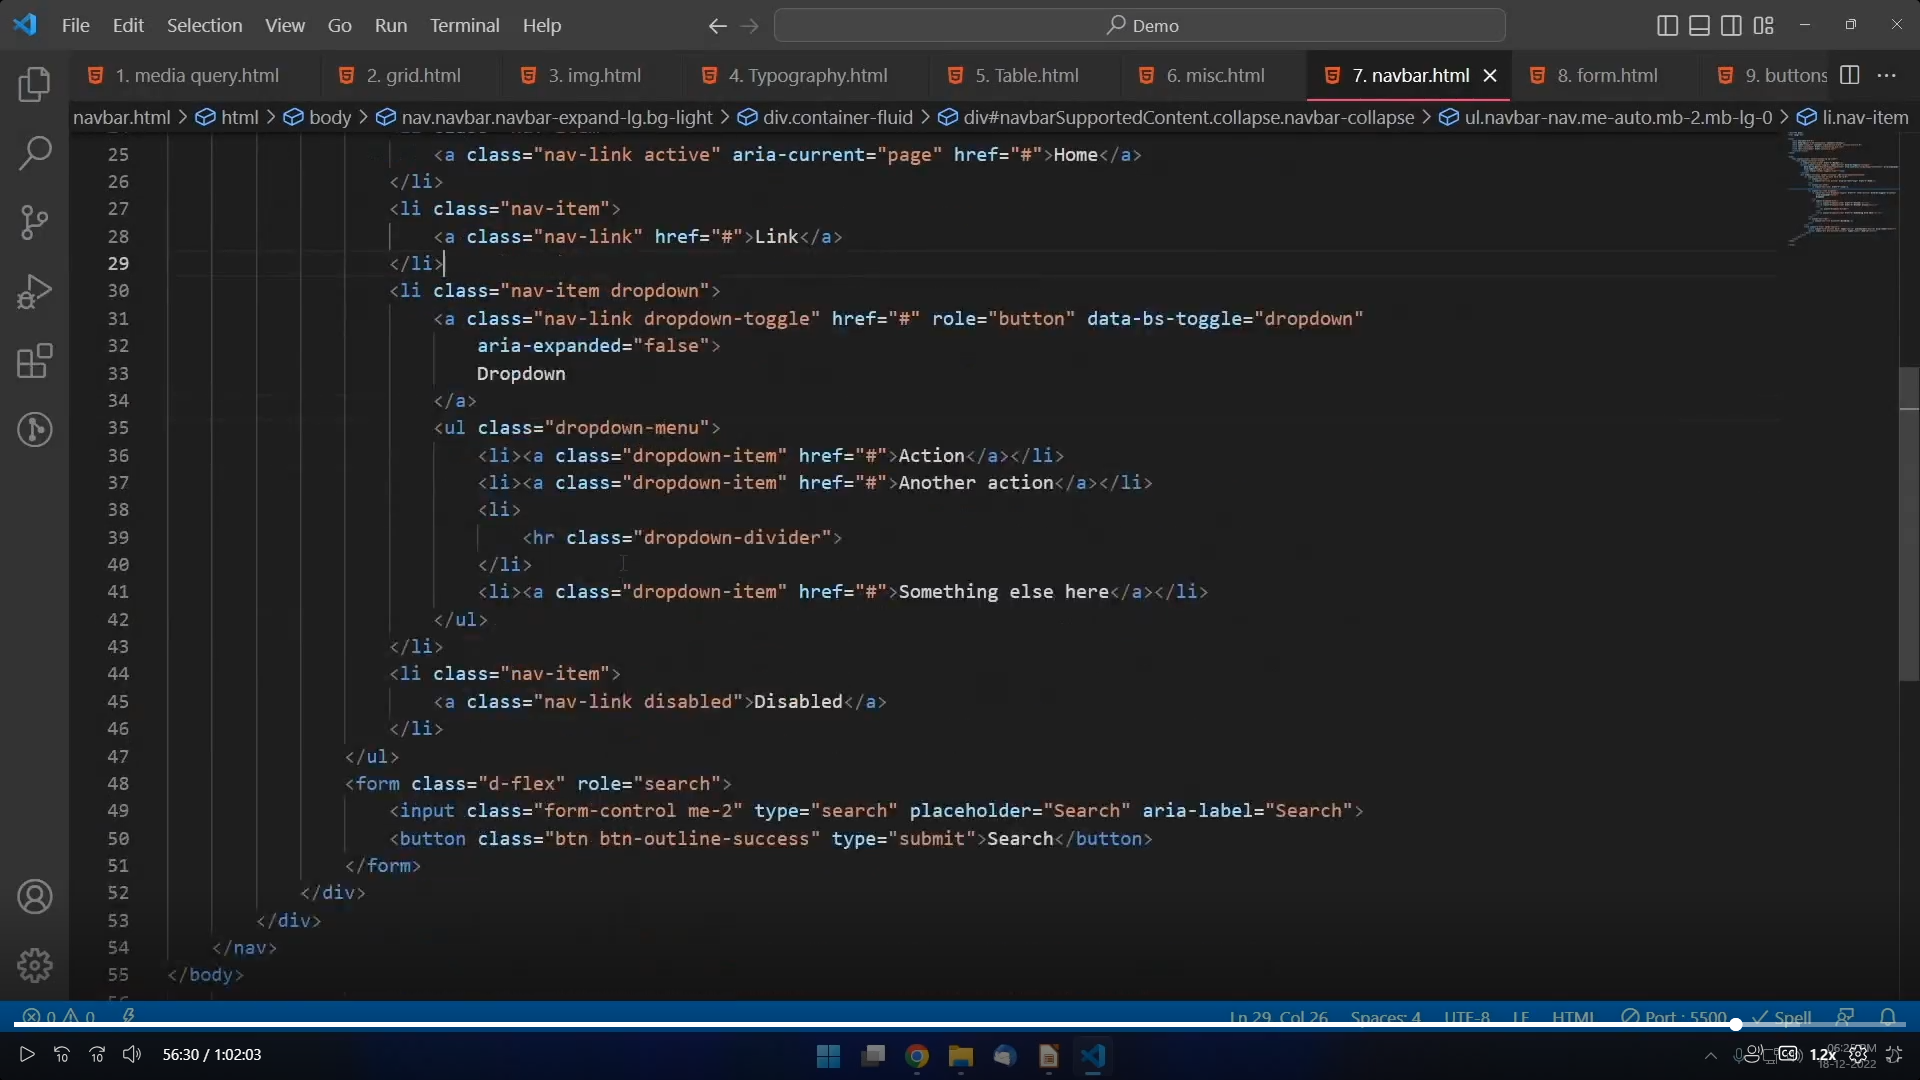 File Edit Selection View Go Run Terminal Help
Demo
1. media query.html 2. grid.html 3. img.html 4. Typography.html 5. Table.html 6. misc.html 7. navbar.html 8. form.html 9. buttons
navbar.html > html > body > nav.navbar.navbar-expand-lg.bg-light > div.container-fluid > div#navbarSupportedContent.collapse.navbar-collapse > ul.navbar-nav.me-auto.mb-2.mb-lg-0 > li.nav-item
25 <a class="nav-link active" aria-current="page" href="#">Home</a>
26 </li>
27 <li class="nav-item">
28 <a class="nav-link" href="#">Link</a>
29 </li>
30 <li class="nav-item dropdown">
31 <a class="nav-link dropdown-toggle" href="#" role="button" data-bs-toggle="dropdown"
32 aria-expanded="false">
33 Dropdown
34 </a>
35 <ul class="dropdown-menu">
36 <li><a class="dropdown-item" href="#">Action</a></li>
37 <li><a class="dropdown-item" href="#">Another action</a></li>
38 <li>
39 <hr class="dropdown-divider">
40 </li>
41 <li><a class="dropdown-item" href="#">Something else here</a></li>
42 </ul>
43 </li>
44 <li class="nav-item">
45 <a class="nav-link disabled">Disabled</a>
46 </li>
47 </ul>
48 <form class="d-flex" role="search">
49 <input class="form-control me-2" type="search" placeholder="Search" aria-label="Search">
50 <button class="btn btn-outline-success" type="submit">Search</button>
51 </form>
52 </div>
53 </div>
54 </nav>
55 </body>
0 0 Ln 29, Col 26 Spaces: 4 UTF-8 LF HTML Port : 5500 Spell
10 10 56:30 / 1:02:03 CC 1.2x
18-12-2022